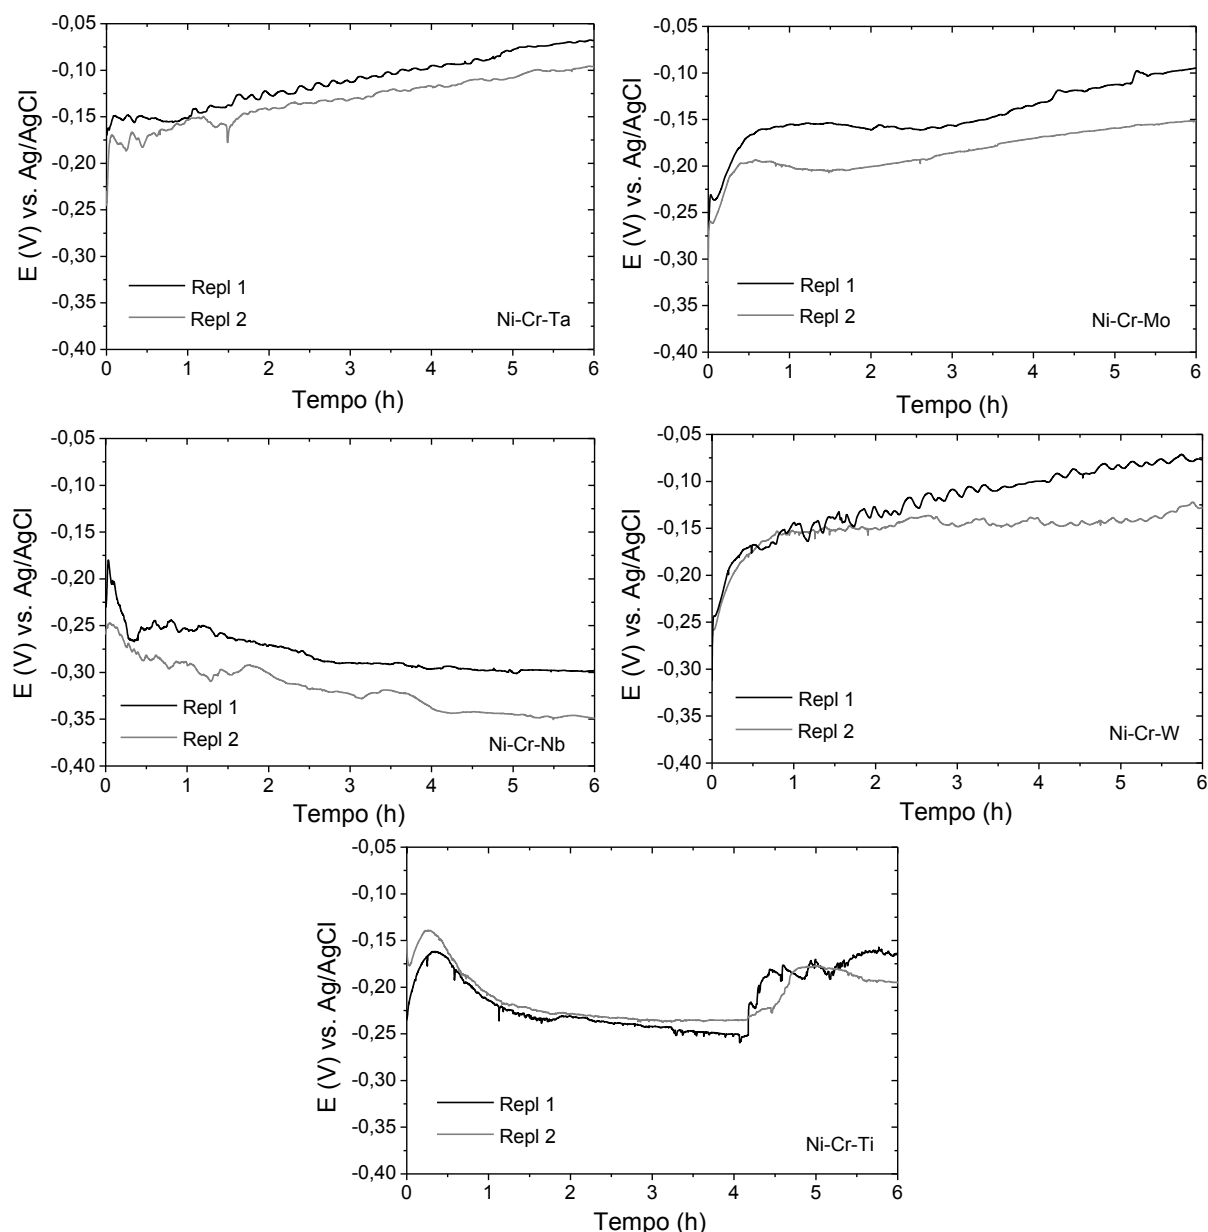 -0,05
-0,10
-0,15
-0,20
-0,25
-0,30
-0,35
-0,40
E (V) vs. Ag/AgCl
Repl 1
Repl 2
Ni-Cr-Ta
0 1 2 3 4 5 6
Tempo (h)
-0,05
-0,10
-0,15
-0,20
-0,25
-0,30
-0,35
-0,40
E (V) vs. Ag/AgCl
Repl 1
Repl 2
Ni-Cr-Mo
0 1 2 3 4 5 6
Tempo (h)
-0,05
-0,10
-0,15
-0,20
-0,25
-0,30
-0,35
-0,40
E (V) vs. Ag/AgCl
Repl 1
Repl 2
Ni-Cr-Nb
0 1 2 3 4 5 6
Tempo (h)
-0,05
-0,10
-0,15
-0,20
-0,25
-0,30
-0,35
-0,40
E (V) vs. Ag/AgCl
Repl 1
Repl 2
Ni-Cr-W
0 1 2 3 4 5 6
Tempo (h)
-0,05
-0,10
-0,15
-0,20
-0,25
-0,30
-0,35
-0,40
E (V) vs. Ag/AgCl
Repl 1
Repl 2
Ni-Cr-Ti
0 1 2 3 4 5 6
Tempo (h)